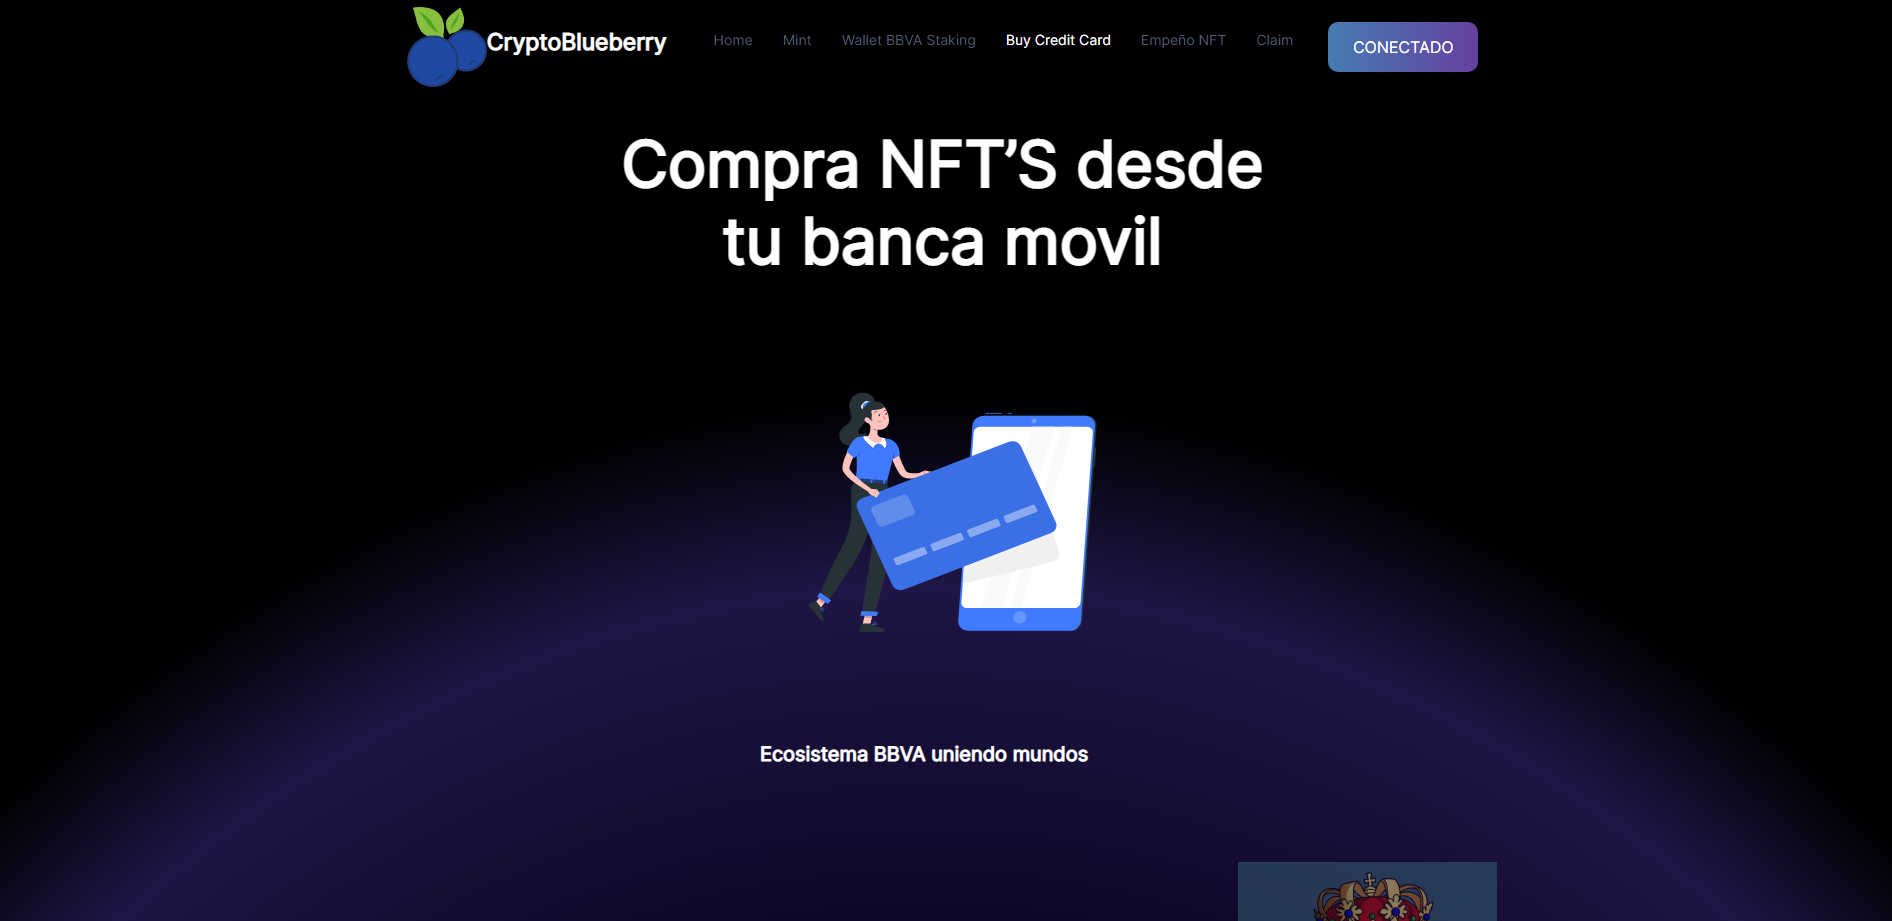 CryptoBlueberry
Home
Mint
Wallet BBVA Staking
Buy Credit Card
Empeño NFT
Claim
CONECTADO
Compra NFT’S desde
tu banca movil
Ecosistema BBVA uniendo mundos